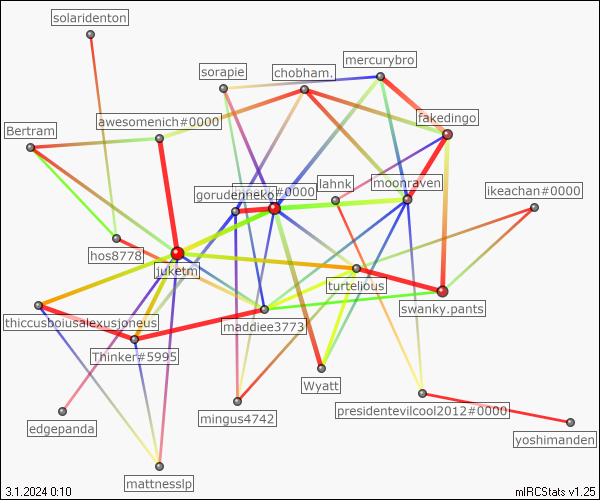 solaridenton
mercurybro
sorapie
chobham.
awesomenich#0000
fakedingo
Bertram
lahnk
moonraven
ikeachan#0000
gorudenneko
#0000
hos8778
juketm
turtelious
swanky.pants
thiccusboiusalexusjoneus
maddiee3773
Thinker#5995
Wyatt
presidentevilcool2012#0000
mingus4742
edgepanda
yoshimanden
mattnesslp
3.1.2024 0:10
mIRCStats v1.25